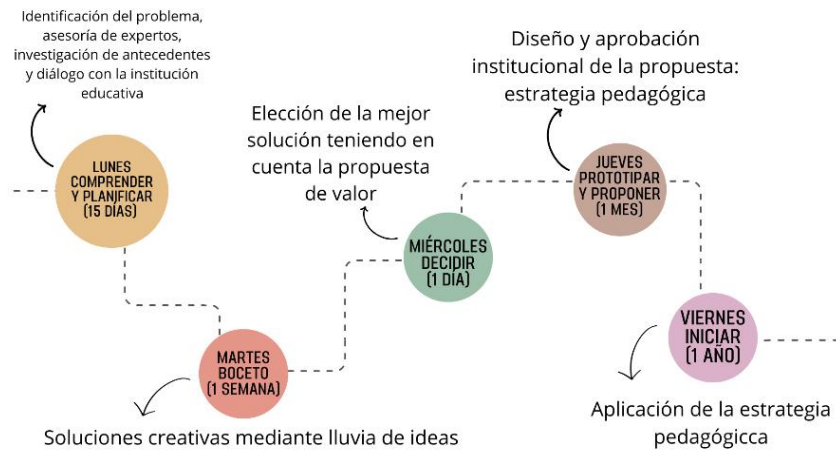 Identificación del problema,
asesoría de expertos,
investigación de antecedentes
y diálogo con la institución
educativa
LUNES
COMPRENDER
Y PLANIFICAR
(15 DÍAS)
MARTES
BOCETO
(1 SEMANA)
Soluciones creativas mediante lluvia de ideas
Elección de la mejor
solución teniendo en
cuenta la propuesta
de valor
MIÉRCOLES
DECIDIR
(1 DÍA)
Diseño y aprobación
institucional de la propuesta:
estrategia pedagógica
JUEVES
PROTOTIPAR
Y PROPONER
(1 MES)
VIERNES
INICIAR
(1 AÑO)
Aplicación de la estrategia
pedagógicca